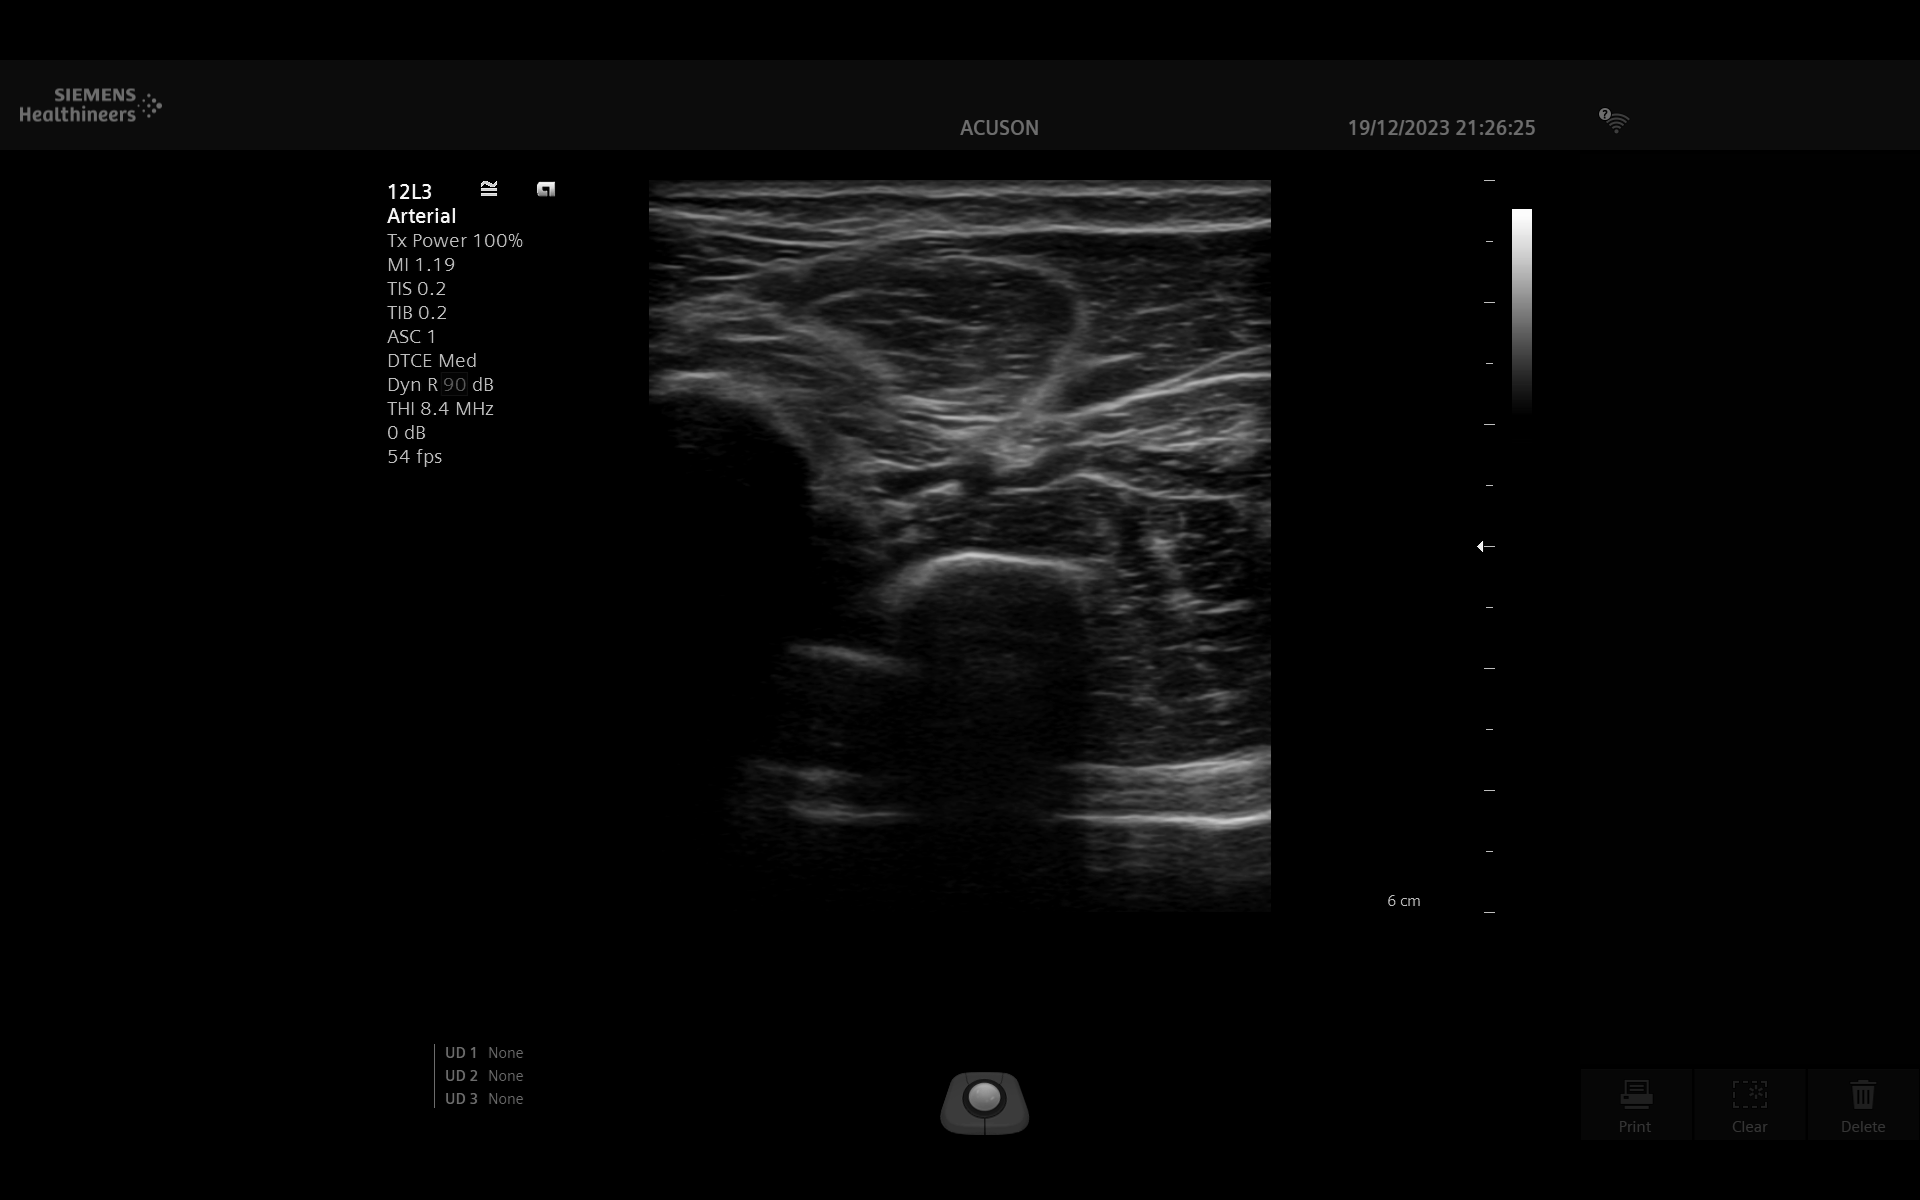 SIEMENS
Healthineers
ACUSON
19/12/2023 21:26:25
?
12L3
Arterial
Tx Power 100%
MI 1.19
TIS 0.2
TIB 0.2
ASC 1
DTCE Med
Dyn R 90 dB
THI 8.4 MHz
0 dB
54 fps
6 cm
UD 1 None
UD 2 None
UD 3 None
Print
Clear
Delete